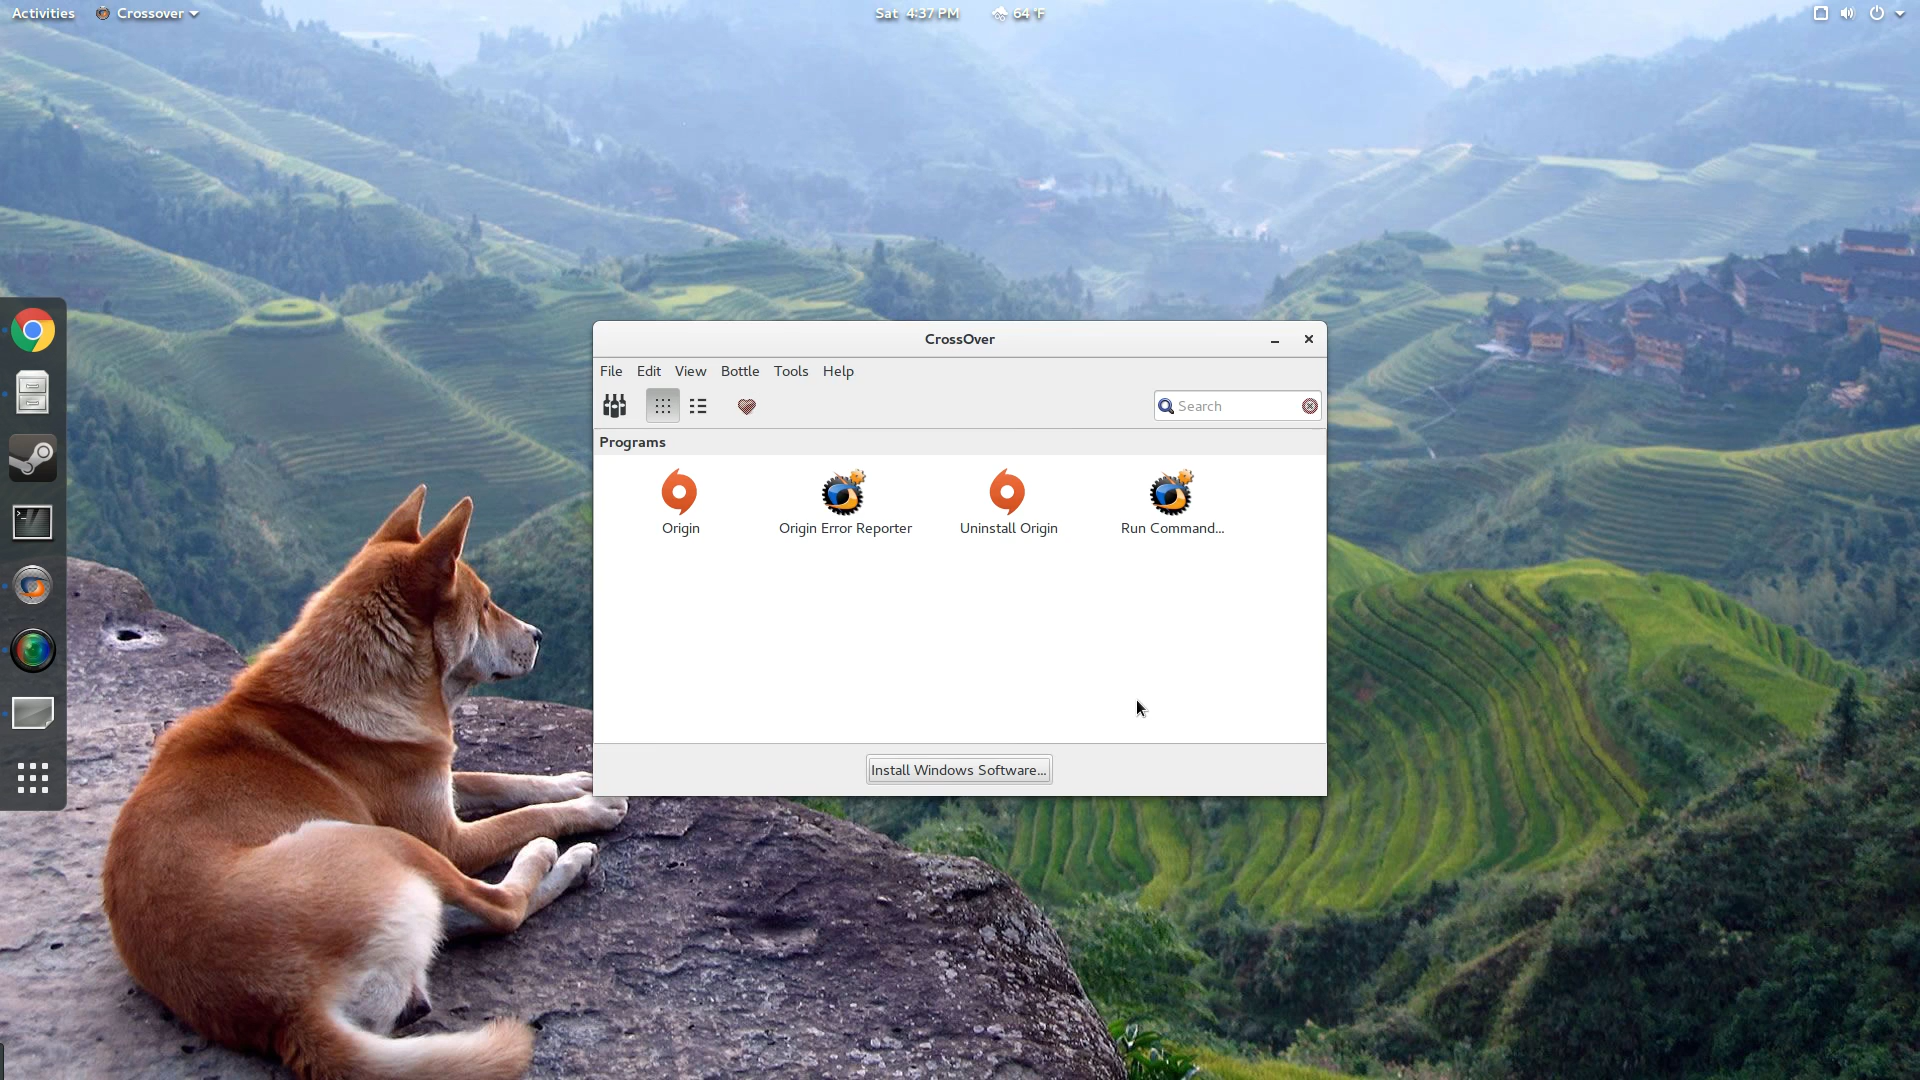 Activities Crossover Sat 4:37 PM 64 °F
CrossOver
File Edit View Bottle Tools Help
Search
Programs
Origin Origin Error Reporter Uninstall Origin Run Command...
Install Windows Software...